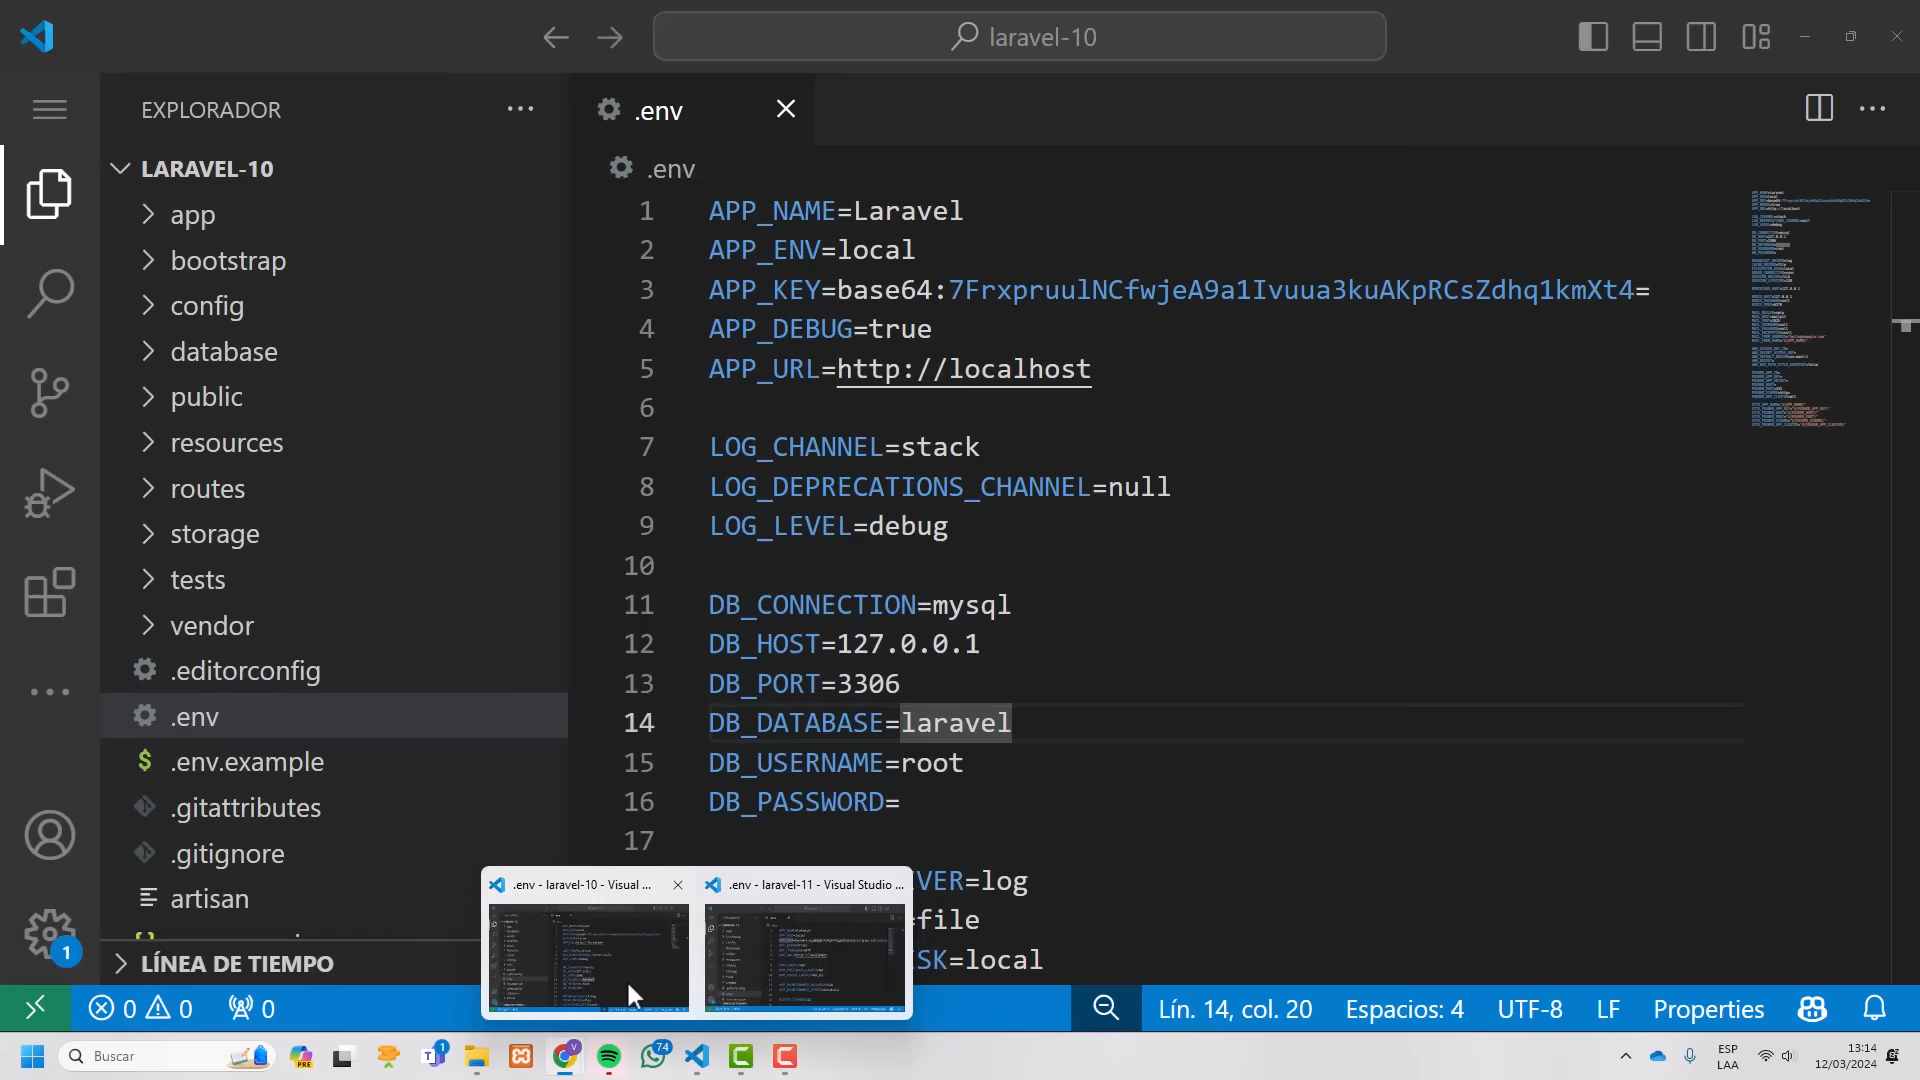 laravel-10
EXPLORADOR
LARAVEL-10
app
bootstrap
config
database
public
resources
routes
storage
tests
vendor
.editorconfig
.env
.env.example
.gitattributes
.gitignore
artisan
LÍNEA DE TIEMPO
.env
.env
1 APP_NAME=Laravel
2 APP_ENV=local
3 APP_KEY=base64:7FrxpruulNCfwjeA9a1Ivuua3kuAKpRCsZdhq1kmXt4=
4 APP_DEBUG=true
5 APP_URL=http://localhost
6
7 LOG_CHANNEL=stack
8 LOG_DEPRECATIONS_CHANNEL=null
9 LOG_LEVEL=debug
10
11 DB_CONNECTION=mysql
12 DB_HOST=127.0.0.1
13 DB_PORT=3306
14 DB_DATABASE=laravel
15 DB_USERNAME=root
16 DB_PASSWORD=
17
VER=log
=file
SK=local
.env - laravel-10 - Visual ...
.env - laravel-11 - Visual Studio ...
1
0 0 0
Lín. 14, col. 20
Espacios: 4
UTF-8
LF
Properties
Buscar
PRE
1
V
74
ESP
LAA
13:14
12/03/2024